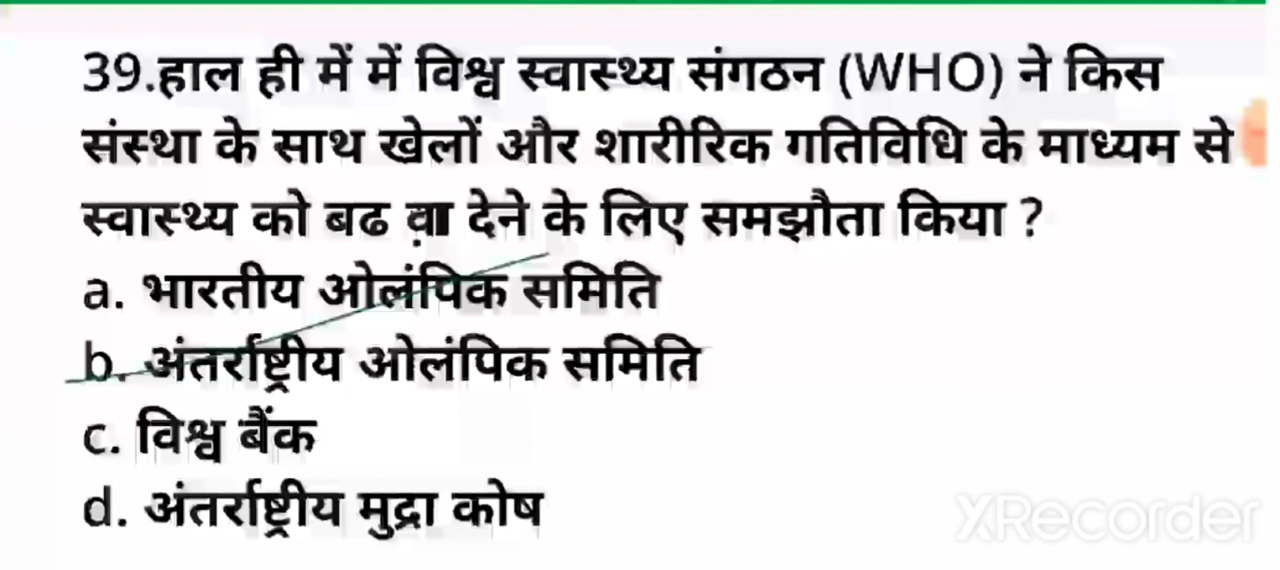 39.हाल ही में में विश्व स्वास्थ्य संगठन (WHO) ने किस
संस्था के साथ खेलों और शारीरिक गतिविधि के माध्यम से
स्वास्थ्य को बढ वा़ देने के लिए समझौता किया ?
a. भारतीय ओलंपिक समिति
b. अंतर्राष्ट्रीय ओलंपिक समिति
c. विश्व बैंक
d. अंतर्राष्ट्रीय मुद्रा कोष
XRecorder